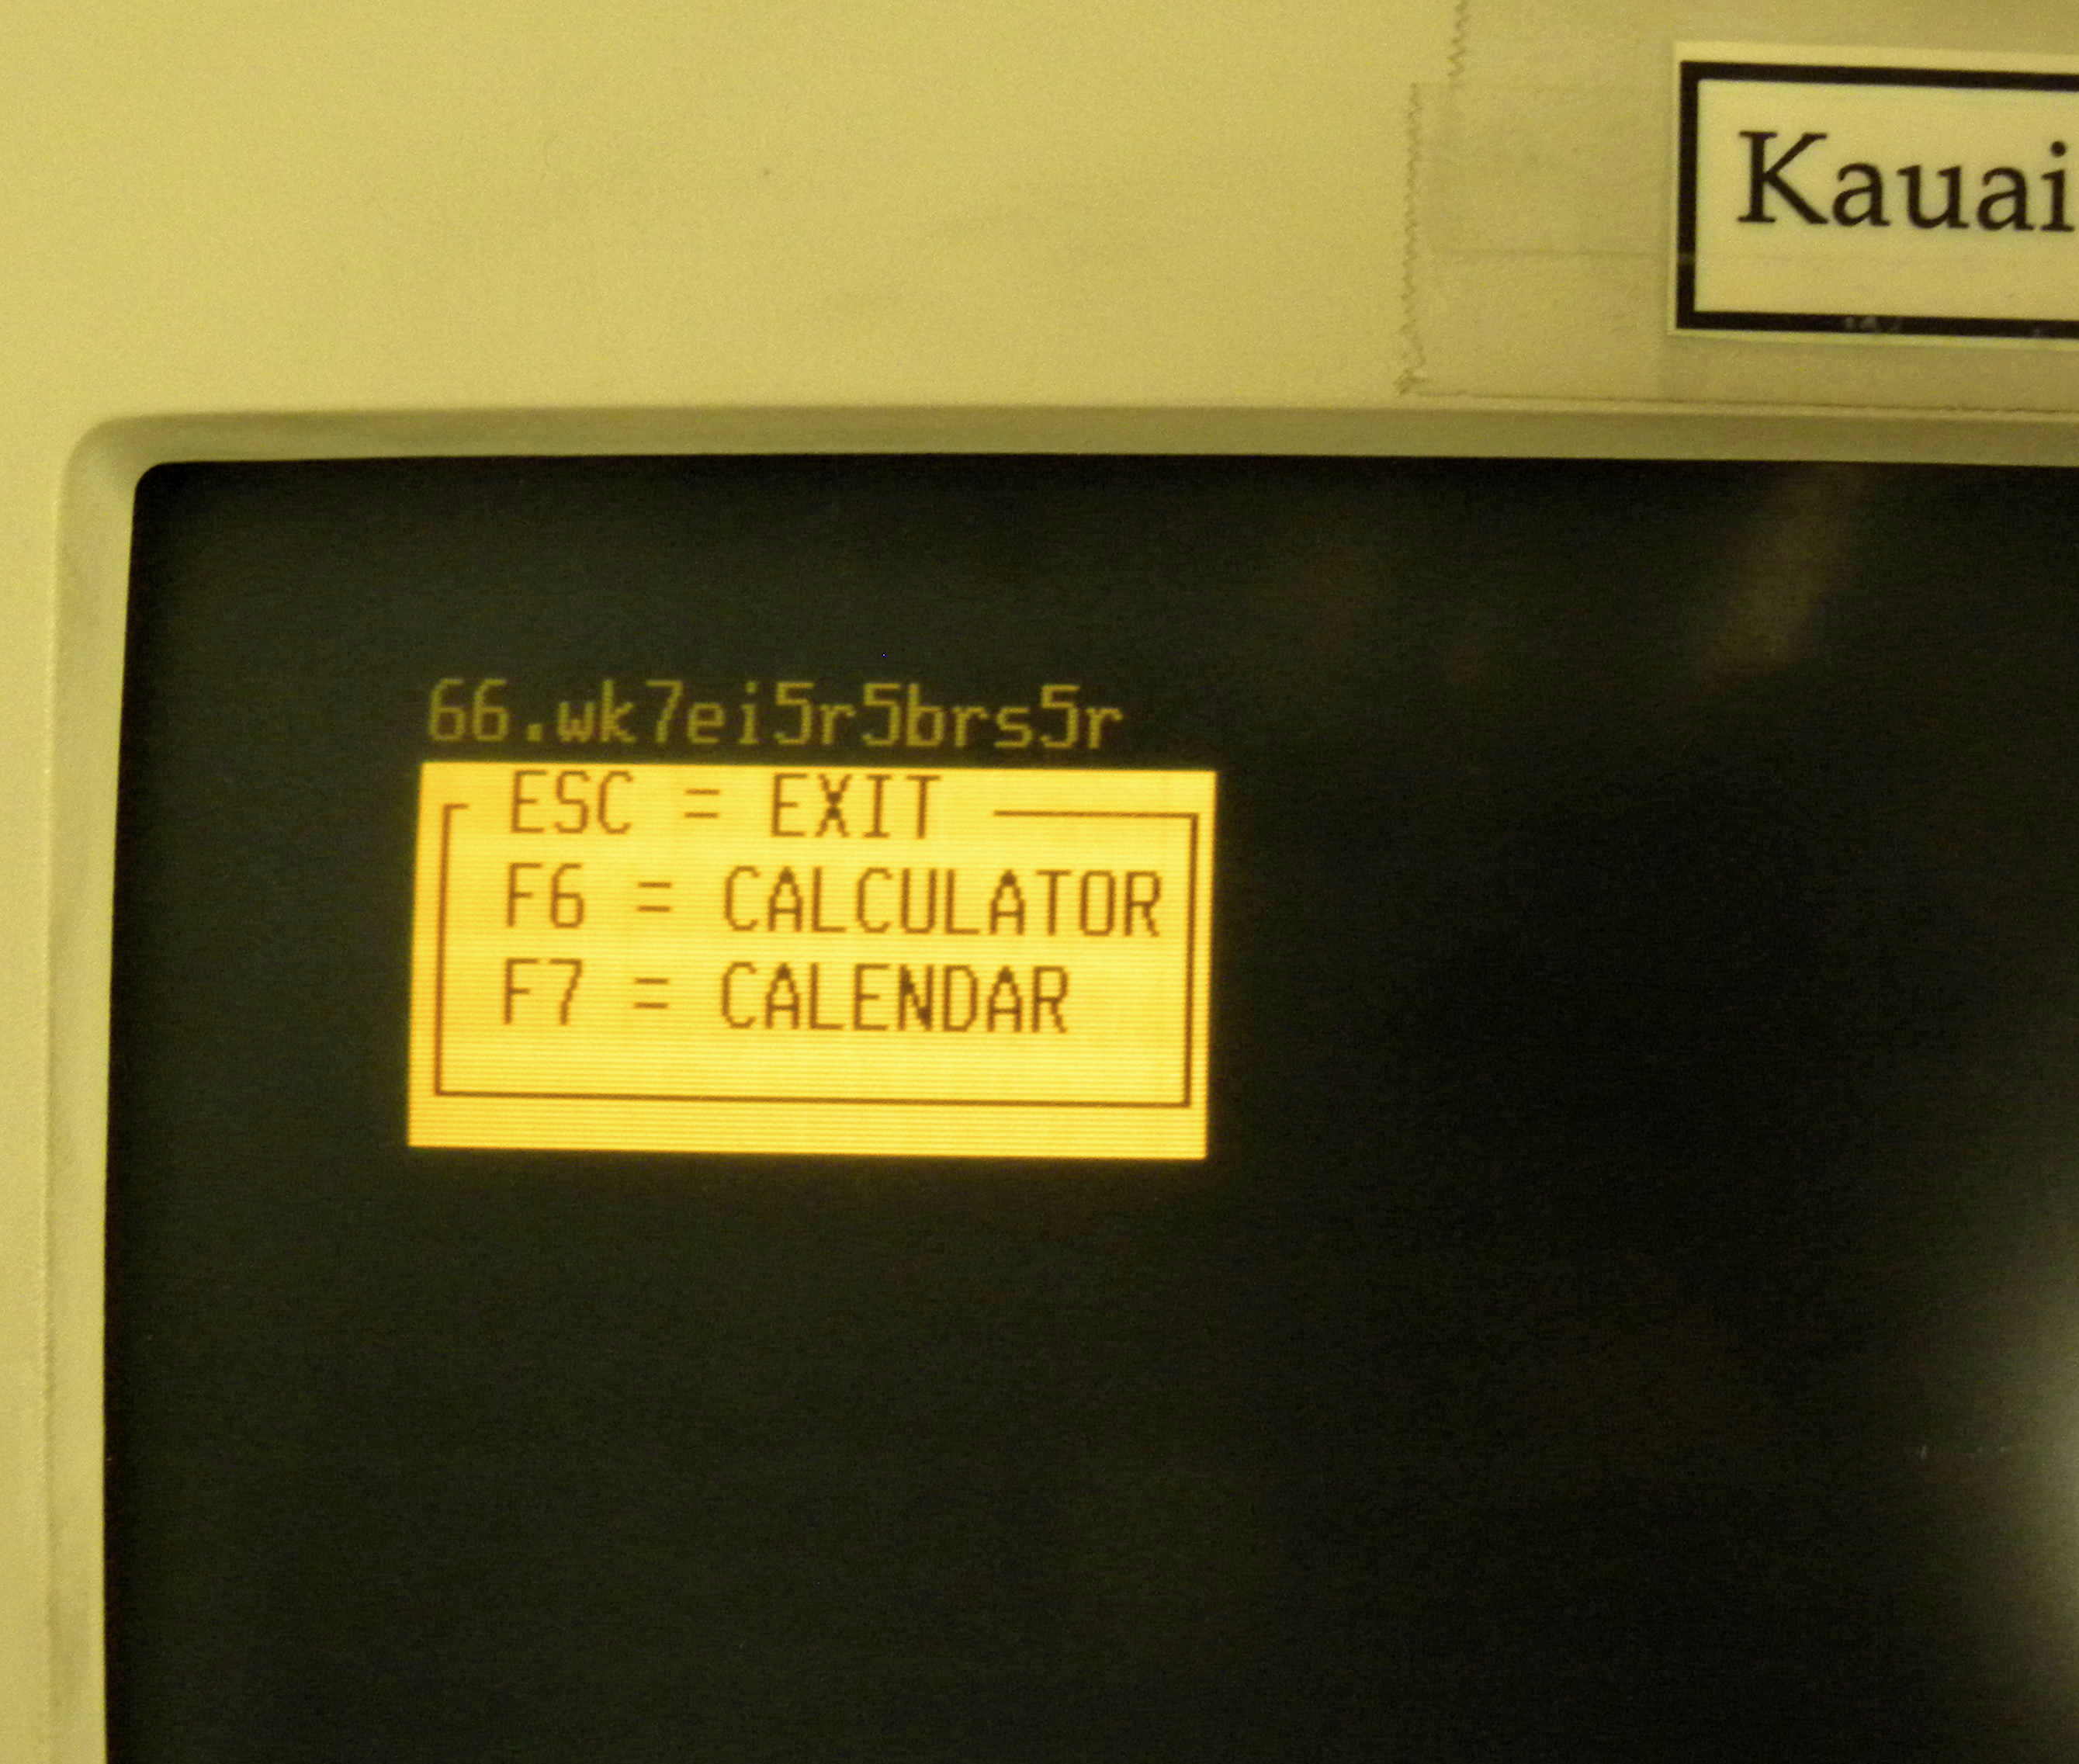 Kauai
66.wk7ei5r5brs5r
ESC = EXIT
F6 = CALCULATOR
F7 = CALENDAR